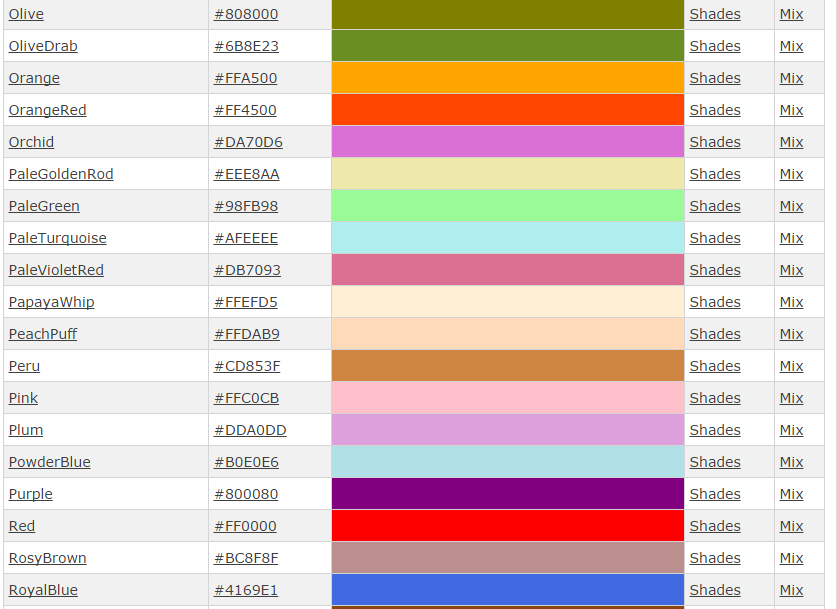 Olive #808000 Shades Mix
OliveDrab #6B8E23 Shades Mix
Orange #FFA500 Shades Mix
OrangeRed #FF4500 Shades Mix
Orchid #DA70D6 Shades Mix
PaleGoldenRod #EEE8AA Shades Mix
PaleGreen #98FB98 Shades Mix
PaleTurquoise #AFEEEE Shades Mix
PaleVioletRed #DB7093 Shades Mix
PapayaWhip #FFEFD5 Shades Mix
PeachPuff #FFDAB9 Shades Mix
Peru #CD853F Shades Mix
Pink #FFC0CB Shades Mix
Plum #DDA0DD Shades Mix
PowderBlue #B0E0E6 Shades Mix
Purple #800080 Shades Mix
Red #FF0000 Shades Mix
RosyBrown #BC8F8F Shades Mix
RoyalBlue #4169E1 Shades Mix